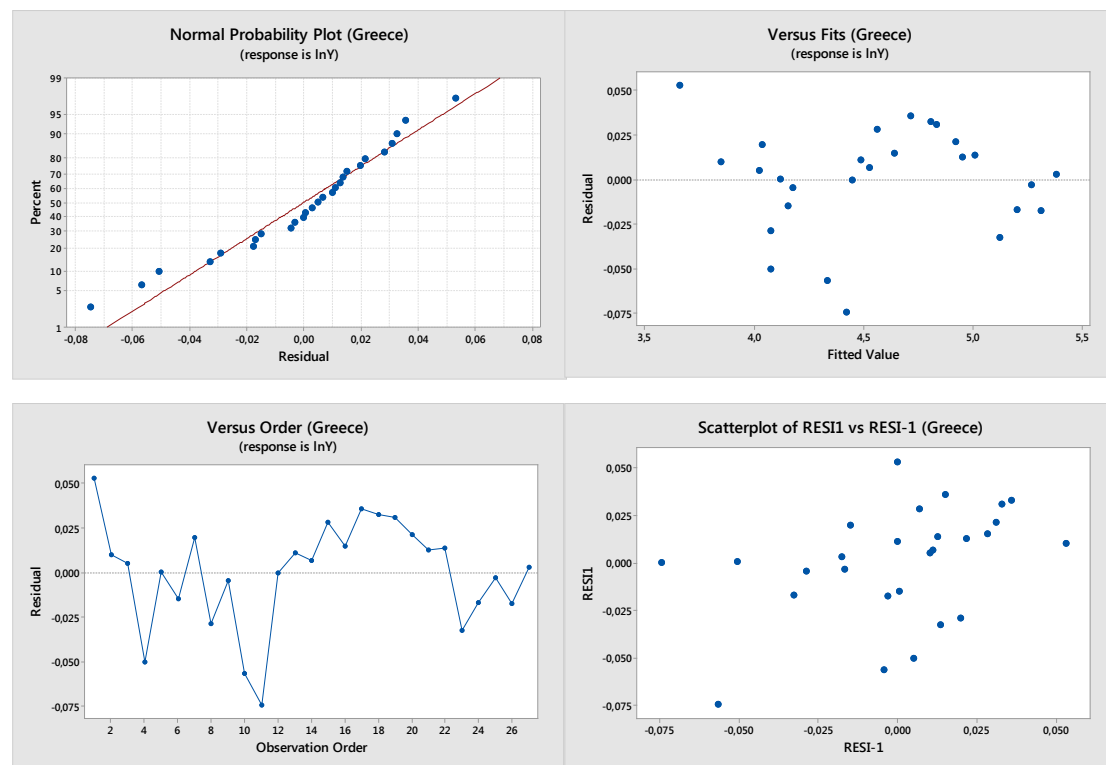 Normal Probability Plot (Greece)
(response is lnY)
99
95
90
80
70
60
50
40
30
20
10
5
1
Percent
-0,08 -0,06 -0,04 -0,02 0,00 0,02 0,04 0,06 0,08
Residual
Versus Fits (Greece)
(response is lnY)
0,050
0,025
0,000
-0,025
-0,050
-0,075
Residual
3,5 4,0 4,5 5,0 5,5
Fitted Value
Versus Order (Greece)
(response is lnY)
0,050
0,025
0,000
-0,025
-0,050
-0,075
Residual
2 4 6 8 10 12 14 16 18 20 22 24 26
Observation Order
Scatterplot of RESI1 vs RESI-1 (Greece)
0,050
0,025
0,000
-0,025
-0,050
-0,075
RESI1
-0,075 -0,050 -0,025 0,000 0,025 0,050
RESI-1